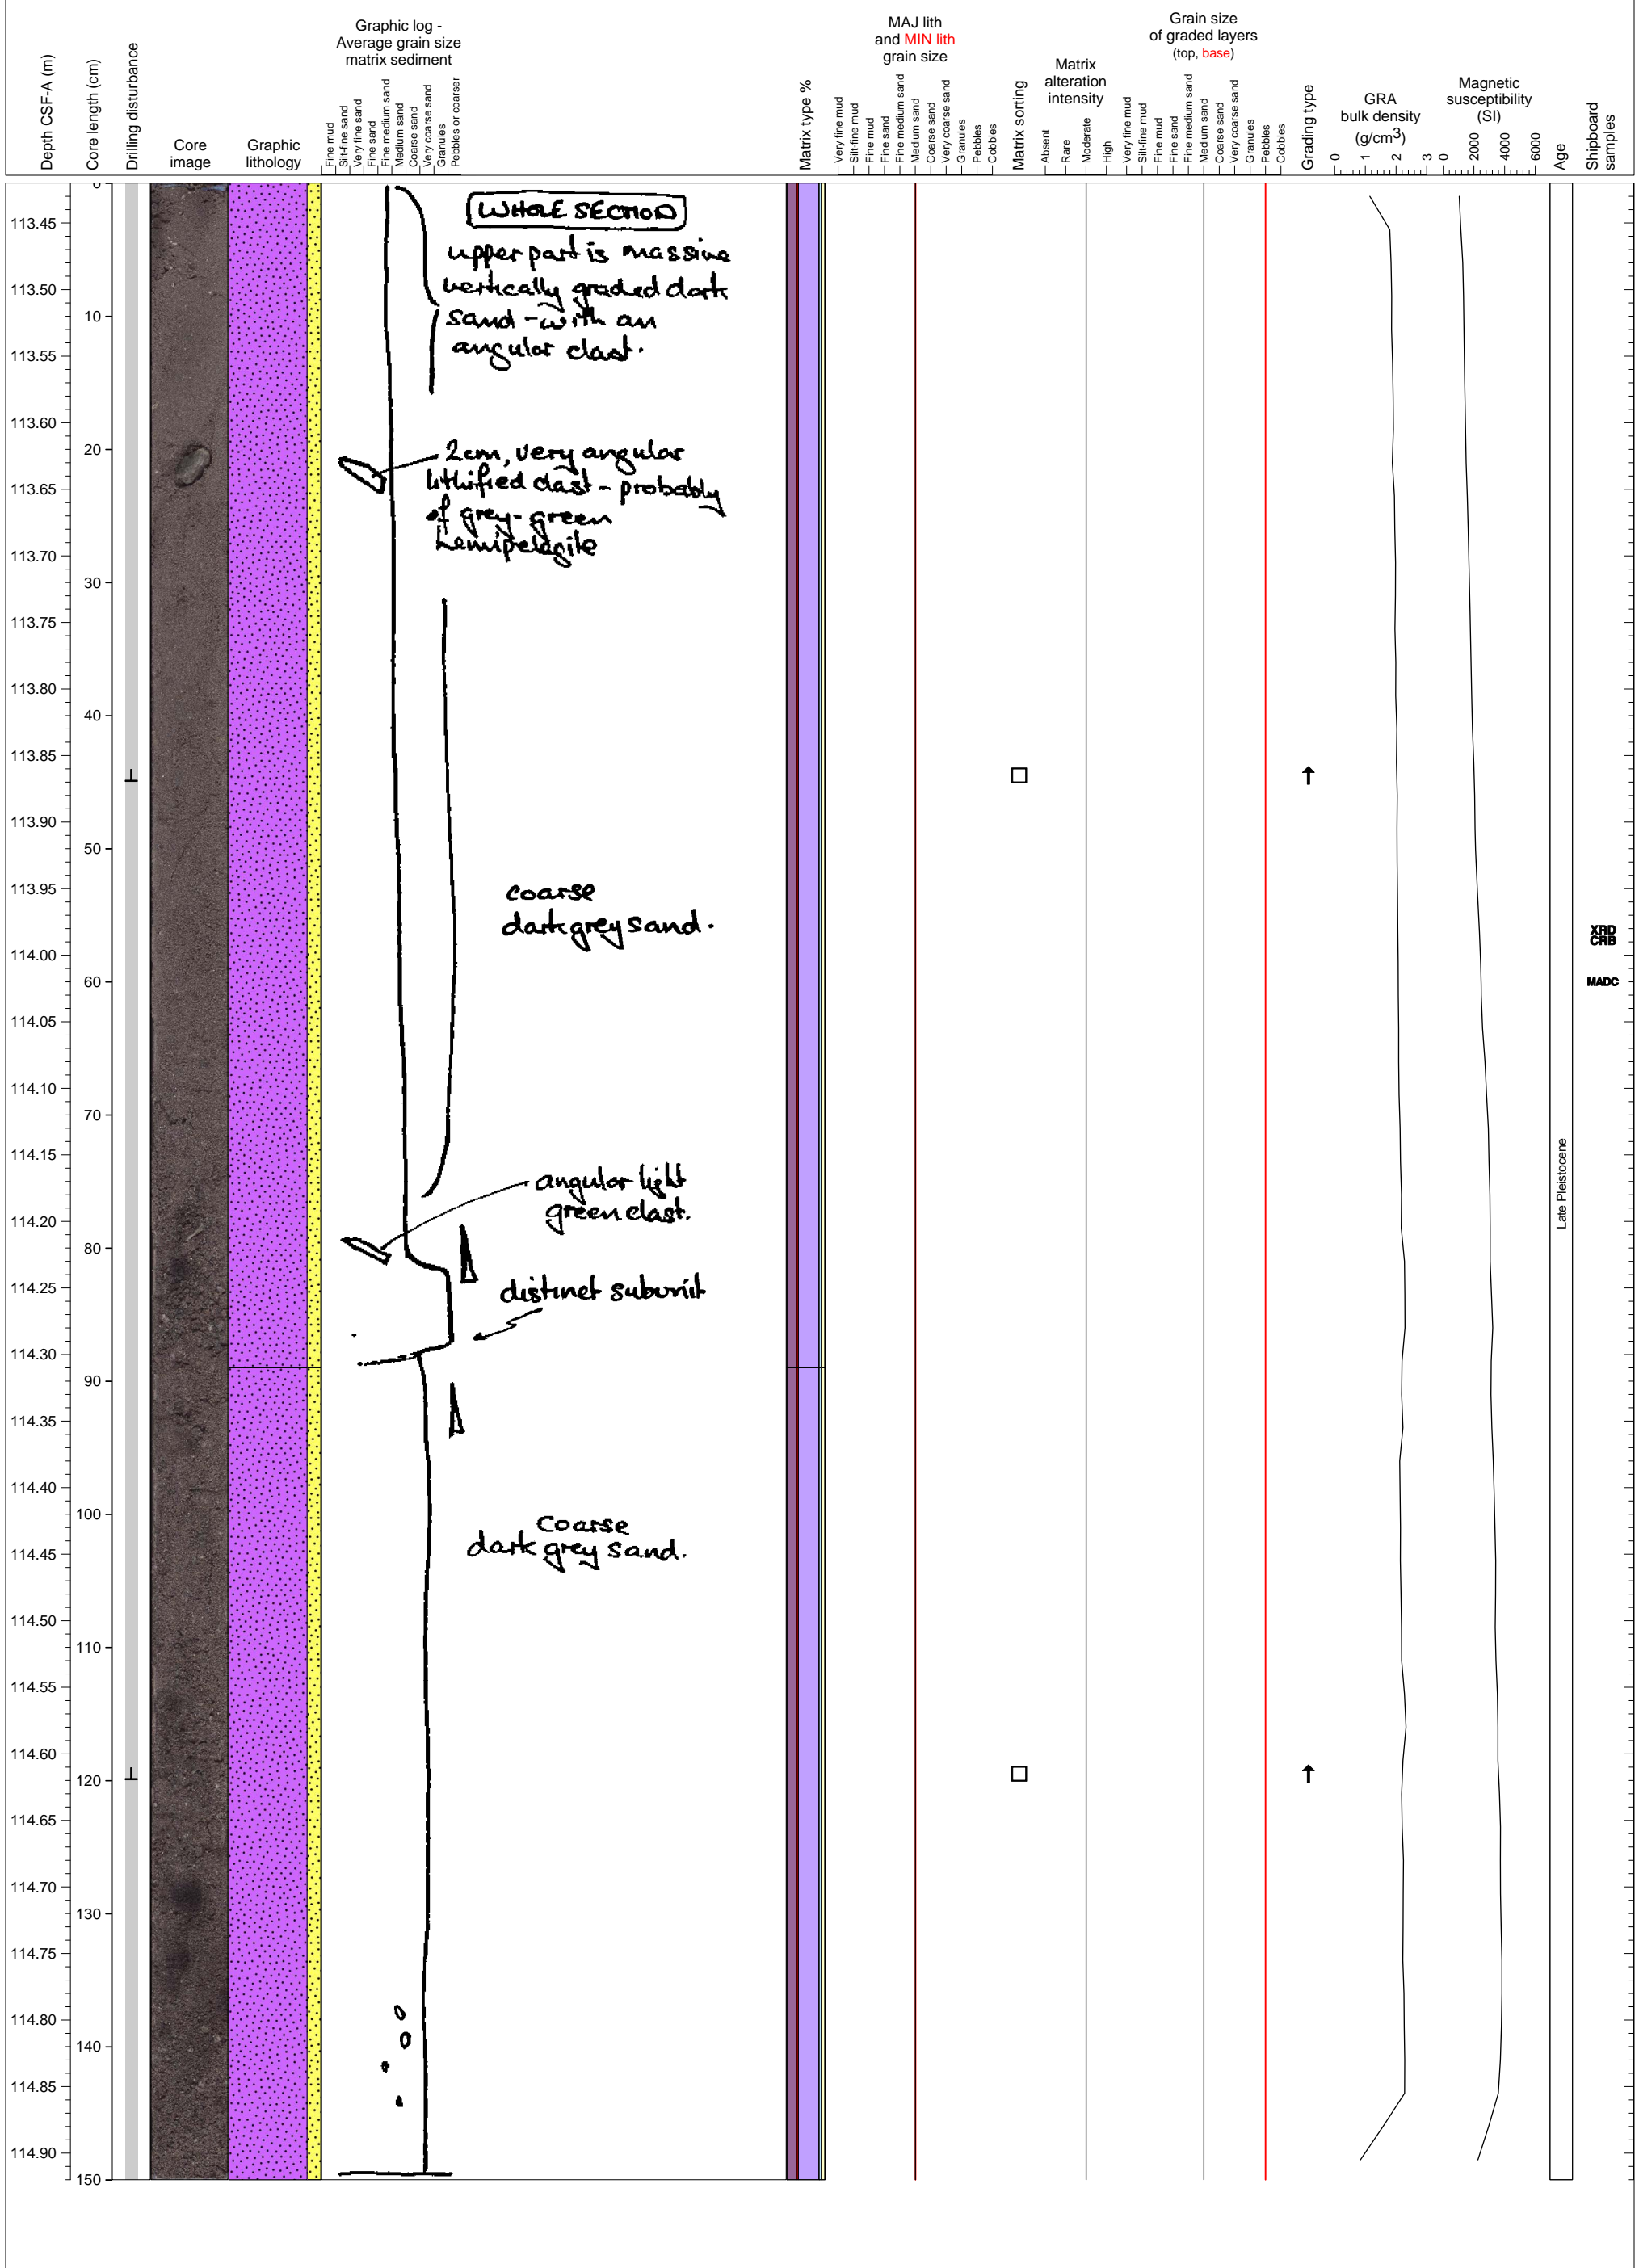 Depth CSF-A (m)
Core length (cm)
Drilling disturbance
Core
image
Graphic
lithology
Graphic log -
Average grain size
matrix sediment
Fine mud
Silt-fine sand
Very fine sand
Fine sand
Fine medium sand
Medium sand
Coarse sand
Very coarse sand
Granules
Pebbles or coarser
Matrix type %
MAJ lith
and MIN lith
grain size
Very fine mud
Silt-fine mud
Fine mud
Fine sand
Fine medium sand
Medium sand
Coarse sand
Very coarse sand
Granules
Pebbles
Cobbles
Matrix sorting
Matrix
alteration
intensity
Absent
Rare
Moderate
High
Grain size
of graded layers
(top, base)
Very fine mud
Silt-fine mud
Fine mud
Fine sand
Fine medium sand
Medium sand
Coarse sand
Very coarse sand
Granules
Pebbles
Cobbles
Grading type
GRA
bulk density
(g/cm3)
0 1 2 3
Magnetic
susceptibility
(SI)
0 2000 4000 6000
Age
Shipboard
samples
113.45
113.50
113.55
113.60
113.65
113.70
113.75
113.80
113.85
113.90
113.95
114.00
114.05
114.10
114.15
114.20
114.25
114.30
114.35
114.40
114.45
114.50
114.55
114.60
114.65
114.70
114.75
114.80
114.85
114.90
0
10
20
30
40
50
60
70
80
90
100
110
120
130
140
150
WHOLE SECTION
upper part is massive
vertically graded dark
sand - with an
angular clast.
2cm, very angular
lithified clast - probably
of grey-green
hemipelagite
coarse
dark grey sand.
angular light
green clast.
distinct subunit
Coarse
dark grey sand.
XRD
CRB
MADC
Late Pleistocene